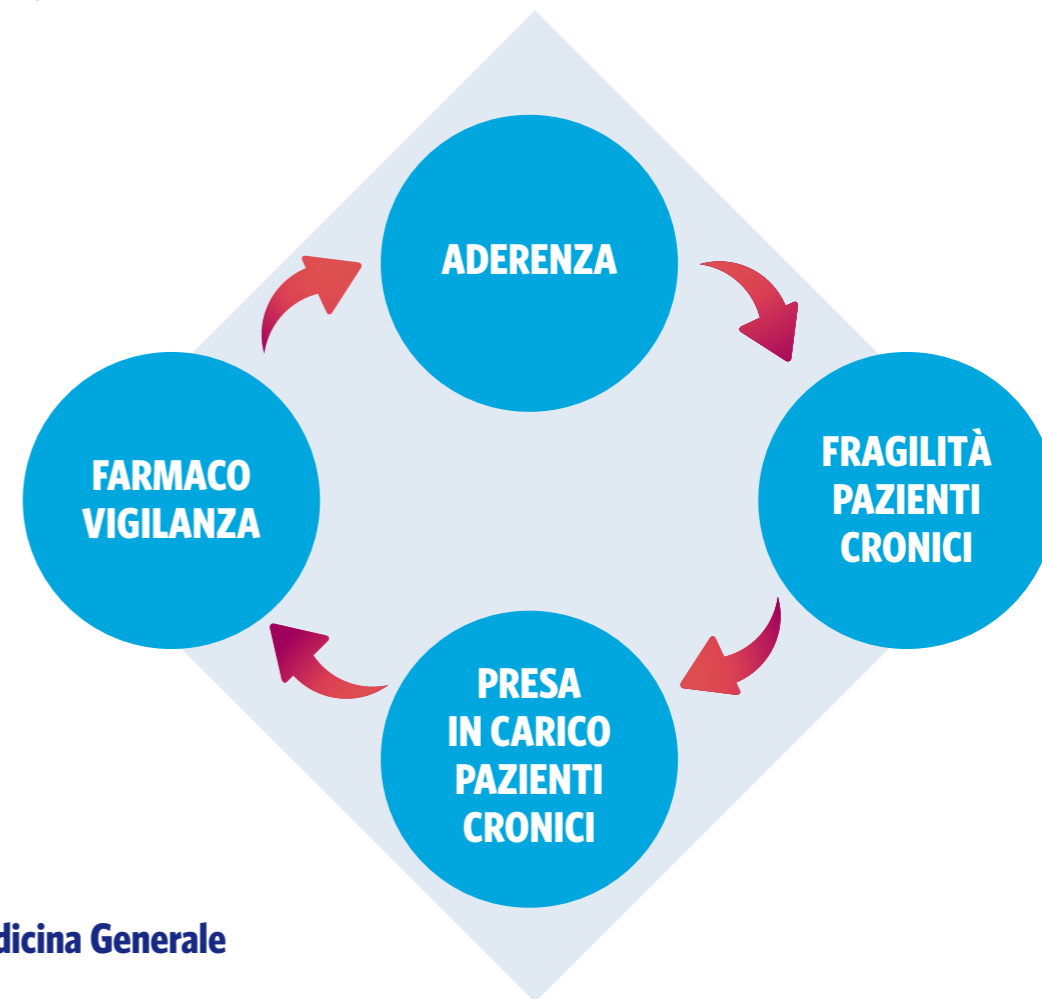 ADERENZA
FRAGILITÀ
PAZIENTI
CRONICI
PRESA
IN CARICO
PAZIENTI
CRONICI
FARMACO
VIGILANZA
dicina Generale